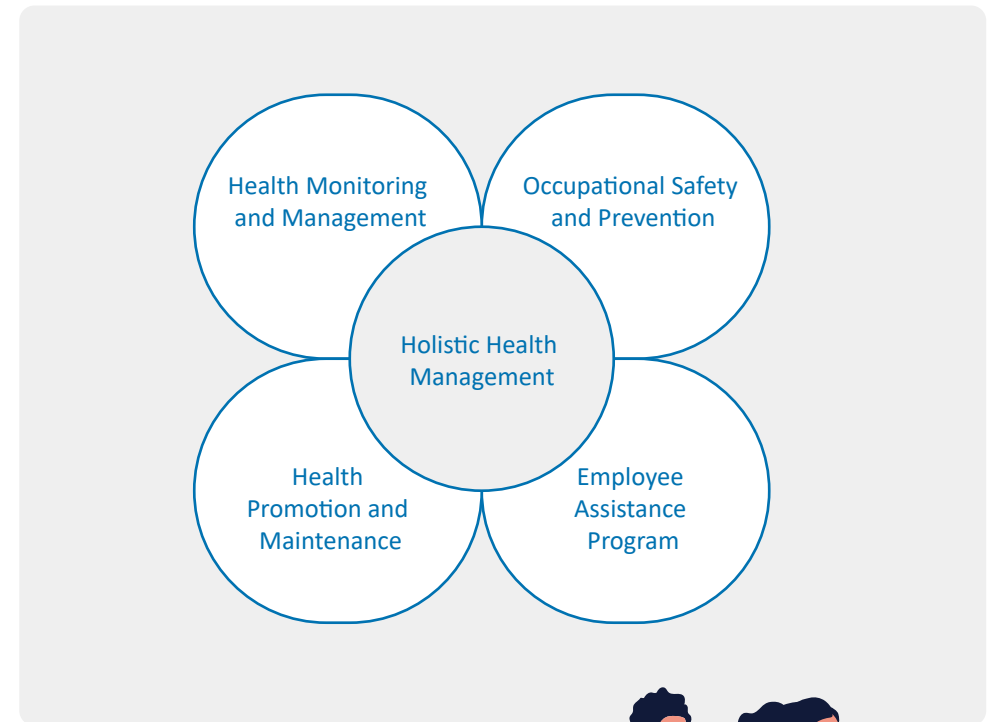 Health Monitoring
and Management
Occupational Safety
and Prevention
Holistic Health
Management
Health
Promotion and
Maintenance
Employee
Assistance
Program